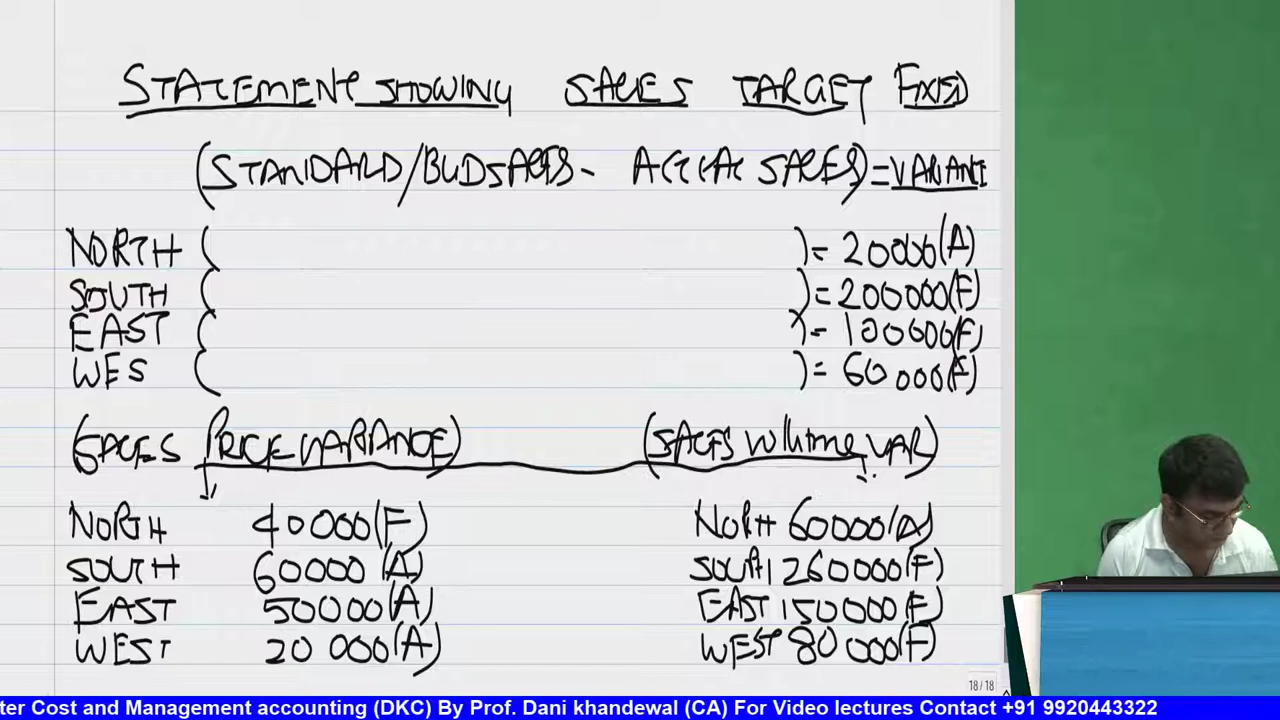 STATEMENT SHOWING SALES TARGET FIXED
(STANDARD/BUDSALES - ACTUAL SALES) = VARIANCE
NORTH ( ) = 20000(A)
SOUTH ( ) = 200000(F)
EAST ( ) = 100000(F)
WES ( ) = 60000(F)
(SALES PRICE VARIANCE) (SALES Volume VAR)
NORTH 40000(F) NORTH 60000(A)
SOUTH 60000(A) SOUTH 260000(F)
EAST 50000(A) EAST 150000(F)
WEST 20000(A) WEST 80000(F)
18/18
ter Cost and Management accounting (DKC) By Prof. Dani khandewal (CA) For Video lectures Contact +91 9920443322